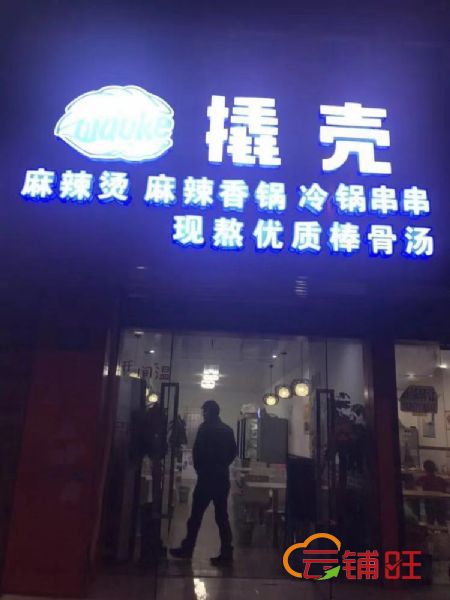 撬壳
麻辣烫 麻辣香锅 冷锅串串
现熬优质棒骨汤
云铺旺